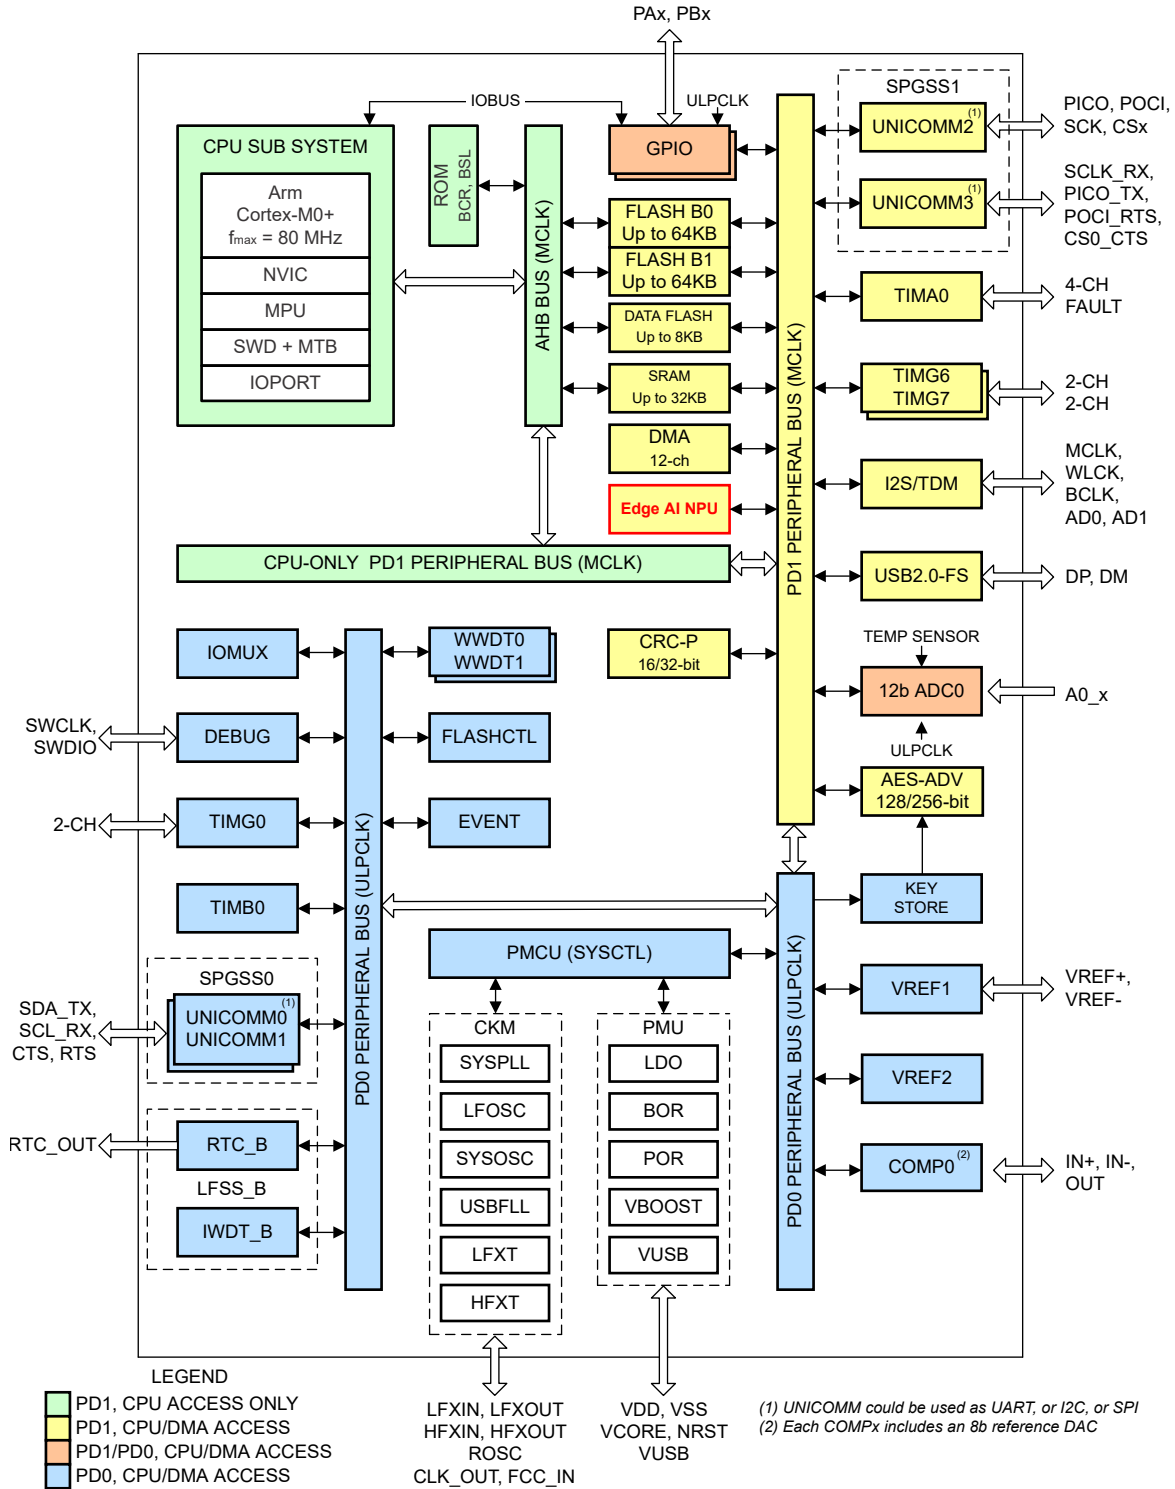 PAx, PBx
IOBUS
ULPCLK
CPU SUB SYSTEM
Arm
Cortex-M0+
fmax = 80 MHz
NVIC
MPU
SWD + MTB
IOPORT
ROM
BCR, BSL
AHB BUS (MCLK)
GPIO
FLASH B0
Up to 64KB
FLASH B1
Up to 64KB
DATA FLASH
Up to 8KB
SRAM
Up to 32KB
DMA
12-ch
Edge AI NPU
CPU-ONLY PD1 PERIPHERAL BUS (MCLK)
CRC-P
16/32-bit
PD1 PERIPHERAL BUS (MCLK)
SPGSS1
UNICOMM2 (1)
UNICOMM3 (1)
PICO, POCI,
SCK, CSx
SCLK_RX,
PICO_TX,
POCI_RTS,
CS0_CTS
TIMA0
4-CH
FAULT
TIMG6
TIMG7
2-CH
2-CH
I2S/TDM
MCLK,
WLCK,
BCLK,
AD0, AD1
USB2.0-FS
DP, DM
TEMP SENSOR
12b ADC0
A0_x
ULPCLK
AES-ADV
128/256-bit
KEY
STORE
IOMUX
WWDT0
WWDT1
SWCLK,
SWDIO
DEBUG
FLASHCTL
2-CH
TIMG0
EVENT
TIMB0
PD0 PERIPHERAL BUS (ULPCLK)
SPGSS0
SDA_TX,
SCL_RX,
CTS, RTS
UNICOMM0 (1)
UNICOMM1
RTC_OUT
RTC_B
LFSS_B
IWDT_B
PMCU (SYSCTL)
CKM
SYSPLL
LFOSC
SYSOSC
USBFLL
LFXT
HFXT
PMU
LDO
BOR
POR
VBOOST
VUSB
PD0 PERIPHERAL BUS (ULPCLK)
VREF1
VREF+,
VREF-
VREF2
COMP0 (2)
IN+, IN-,
OUT
LEGEND
PD1, CPU ACCESS ONLY
PD1, CPU/DMA ACCESS
PD1/PD0, CPU/DMA ACCESS
PD0, CPU/DMA ACCESS
LFXIN, LFXOUT
HFXIN, HFXOUT
ROSC
CLK_OUT, FCC_IN
VDD, VSS
VCORE, NRST
VUSB
(1) UNICOMM could be used as UART, or I2C, or SPI
(2) Each COMPx includes an 8b reference DAC